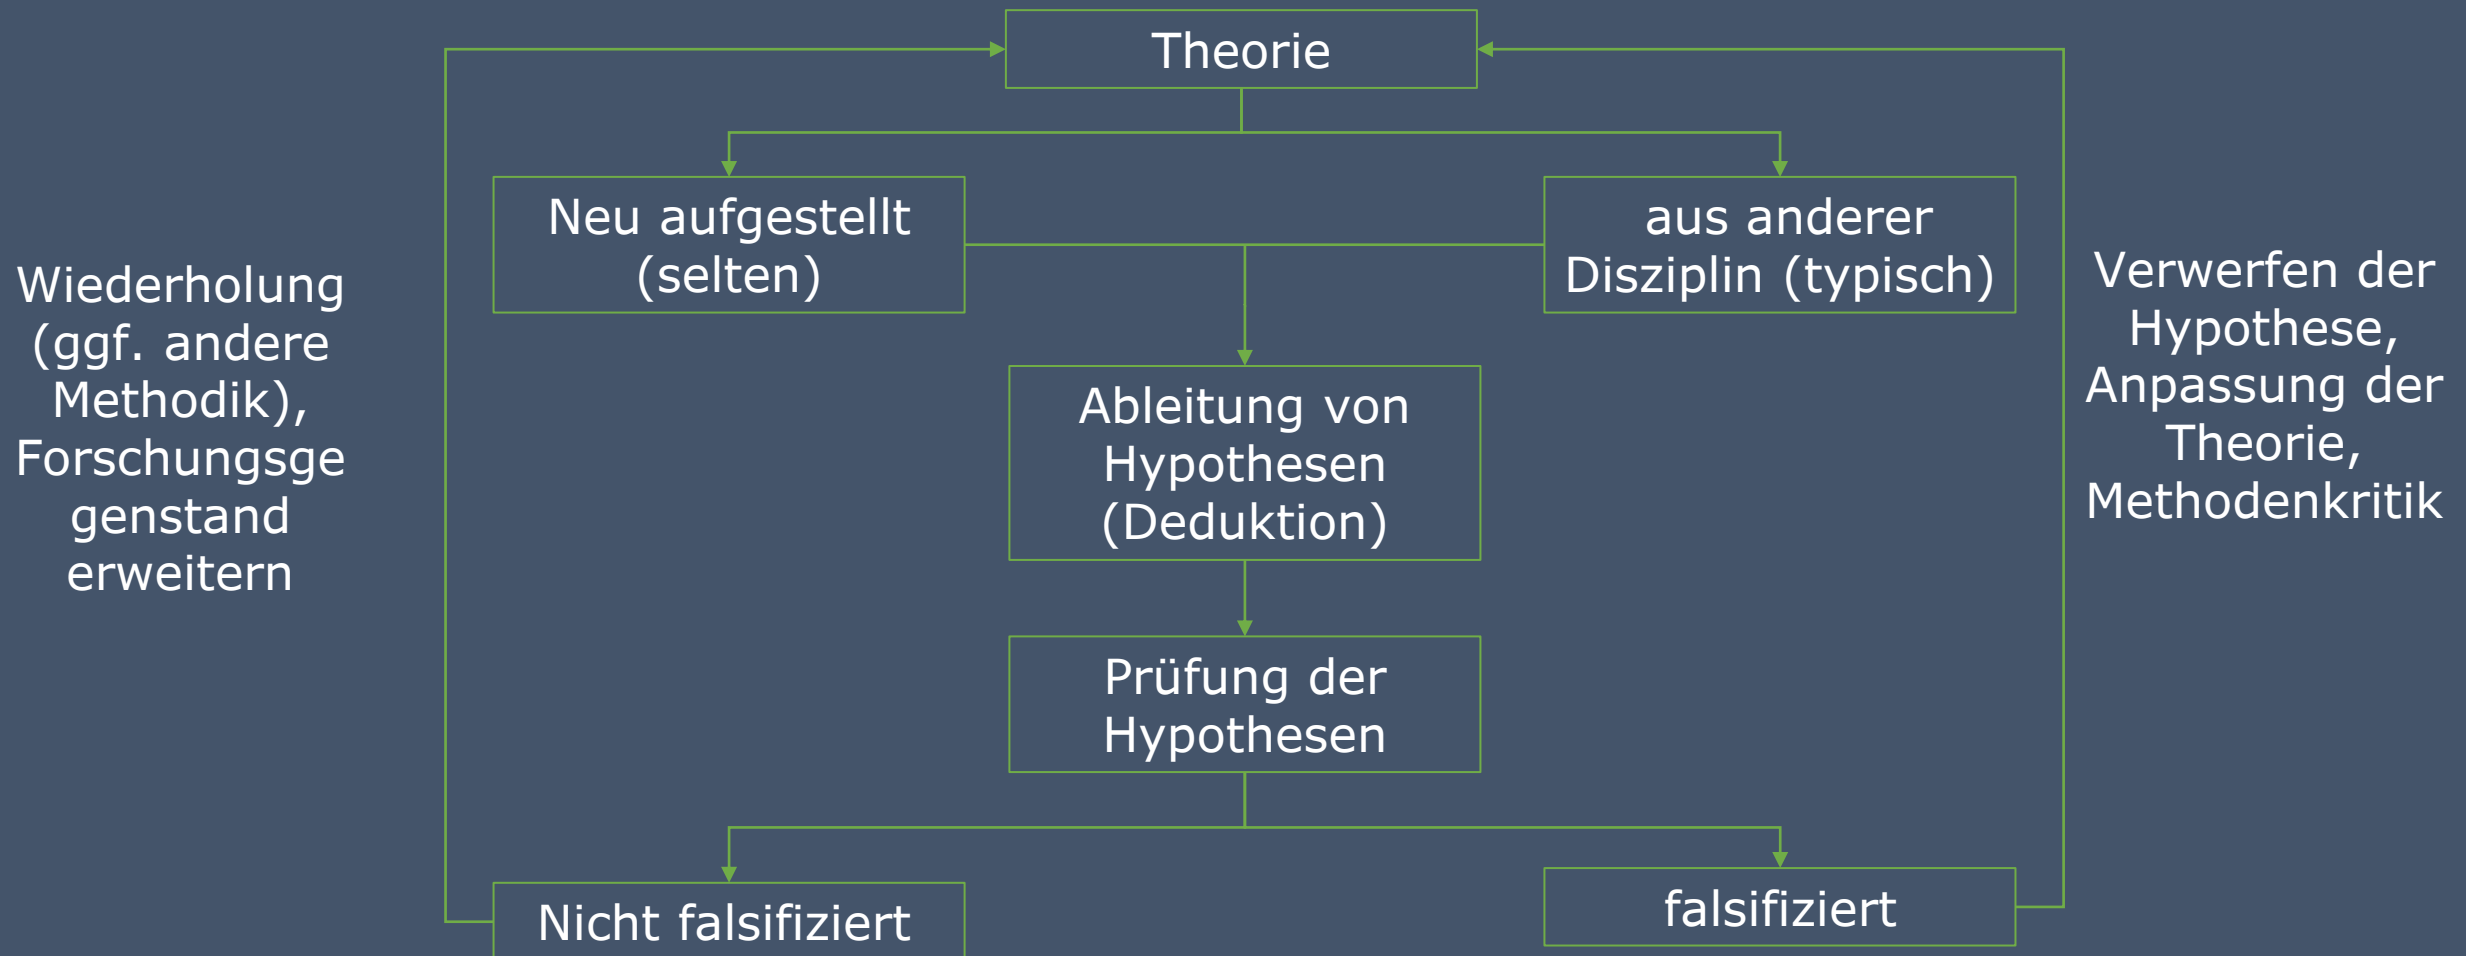 Theorie
Neu aufgestellt
(selten)
aus anderer
Disziplin (typisch)
Wiederholung
(ggf. andere
Methodik),
Forschungsge
genstand
erweitern
Verwerfen der
Hypothese,
Anpassung der
Theorie,
Methodenkritik
Ableitung von
Hypothesen
(Deduktion)
Prüfung der
Hypothesen
Nicht falsifiziert
falsifiziert